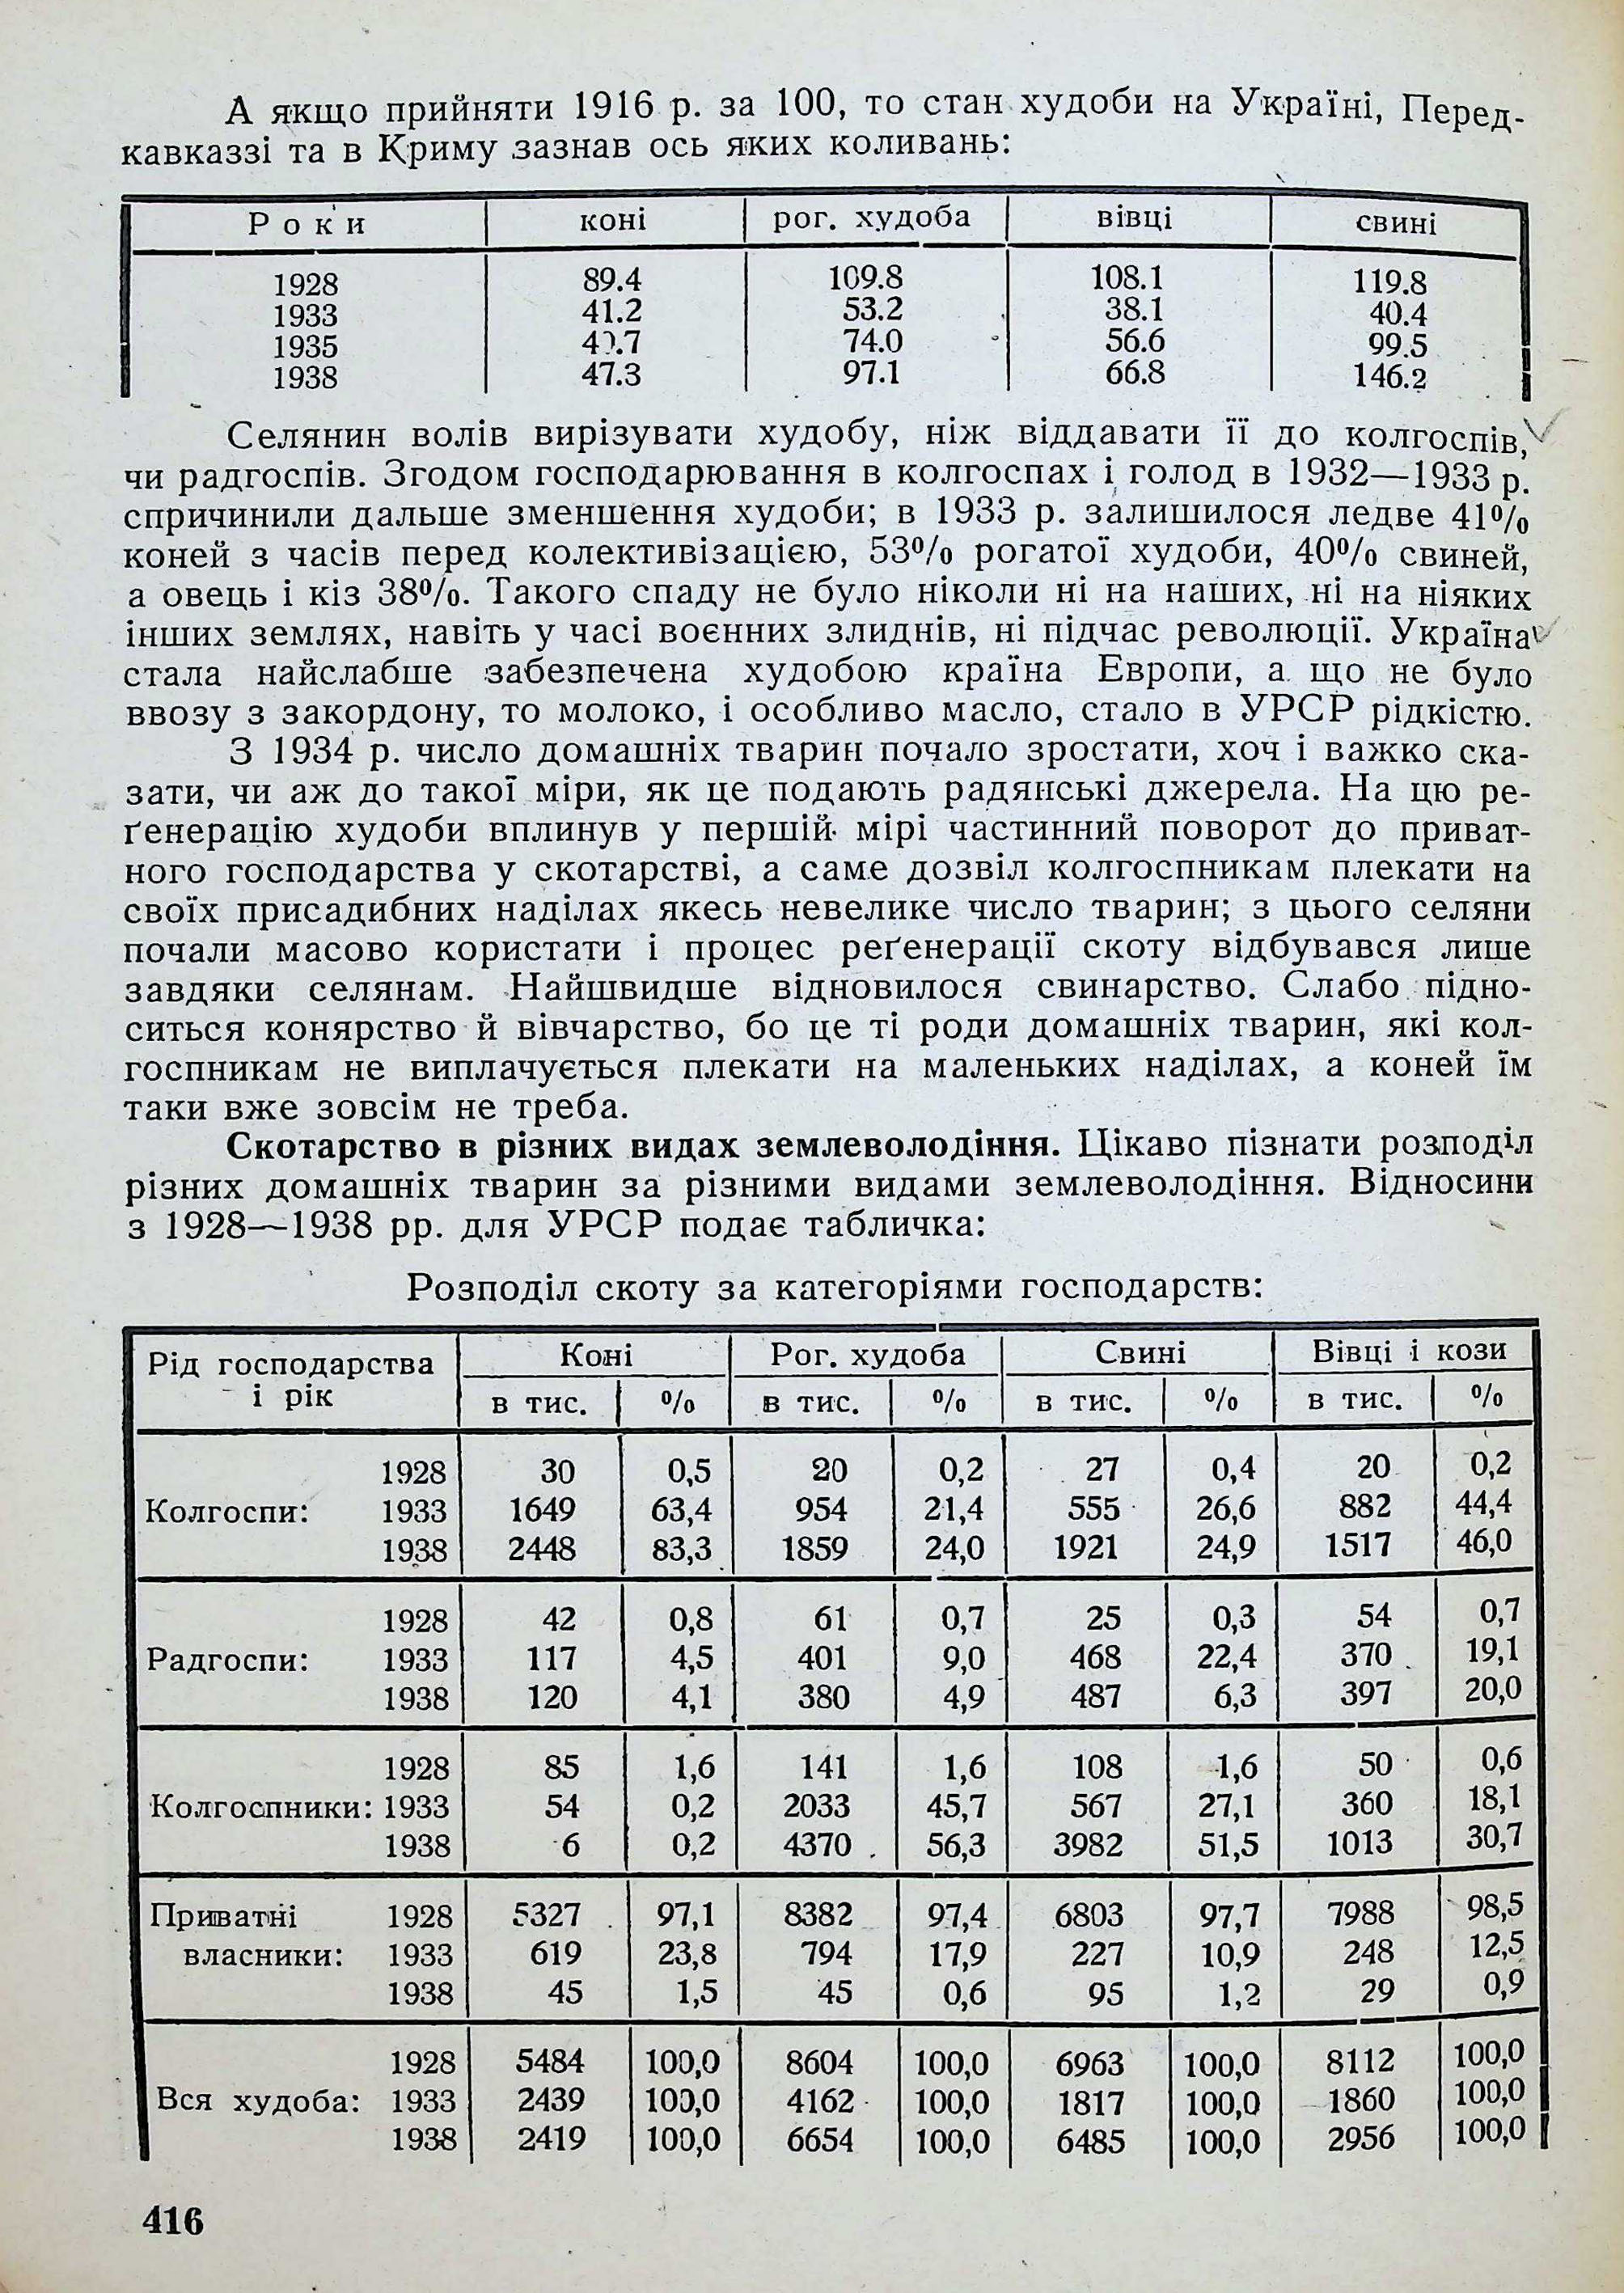 А якщо прийняти 1916 р. за 100, то стан худоби на Україні, Перед-
кавказзі та в Криму зазнав ось яких коливань:
Роки коні рог. худоба вівці свині
1928 89.4 109.8 108.1 119.8
1933 41.2 53.2 38.1 40.4
1935 74.0 56.6 99.5
1938 47.3 97.1 66.8 146.2
Селянин волів вирізувати худобу, ніж віддавати її до колгоспів,
чи радгоспів. Згодом господарювання в колгоспах і голод в 1932—1933 р.
спричинили дальше зменшення худоби; в 1933 р. залишилося ледве 41%
коней з часів перед колективізацією, 53% рогатої худоби, 40% свиней,
а овець і кіз 38%. Такого спаду не було ніколи ні на наших, ні на ніяких
інших землях, навіть у часі воєнних злиднів, ні підчас революції. Україна
стала найслабше забезпечена худобою країна Европи, а що не було
ввозу з закордону, то молоко, і особливо масло, стало в УРСР рідкістю.
З 1934 р. число домашніх тварин почало зростати, хоч і важко ска-
зати, чи аж до такої міри, як це подають радянські джерела. На цю ре-
ґенерацію худоби вплинув у першій мірі частинний поворот до приват-
ного господарства у скотарстві, а саме дозвіл колгоспникам плекати на
своїх присадибних наділах якесь невелике число тварин; з цього селяни
почали масово користати і процес реґенерації скоту відбувався лише
завдяки селянам. Найшвидше відновилося свинарство. Слабо підно-
ситься конярство й вівчарство, бо це ті роди домашніх тварин, які кол-
госпникам не виплачується плекати на маленьких наділах, а коней їм
таки вже зовсім не треба.
Скотарство в різних видах землеволодіння. Цікаво пізнати розподіл
різних домашніх тварин за різними видами землеволодіння. Відносини
з 1928—1938 рр. для УРСР подає табличка:
Розподіл скоту за категоріями господарств:
Рід господарства і рік Коні Рог. худоба Свині Вівці і кози
в тис. % в тис. % в тис. % в тис. %
1928 30 0,5 20 0,2 27 0,4 20 0,2
Колгоспи: 1933 1649 63,4 954 21,4 555 26,6 882 44,4
1938 2448 83,3 1859 24,0 1921 24,9 1517 46,0
1928 42 0,8 61 0,7 25 0,3 54 0,7
Радгоспи: 1933 117 4,5 401 9,0 468 22,4 370 19,1
1938 120 4,1 380 4,9 487 6,3 397 20,0
1928 85 1,6 141 1,6 108 1,6 50 0,6
Колгоспники: 1933 54 0,2 2033 45,7 567 27,1 360 18,1
1938 6 0,2 4370 56,3 3982 51,5 1013 30,7
Приватні 1928 5327 97,1 8382 97,4 6803 97,7 7988 98,5
власники: 1933 619 23,8 794 17,9 227 10,9 248 12,5
1938 45 1,5 45 0,6 95 1,2 29 0,9
1928 5484 100,0 8604 100,0 6963 100,0 8112 100,0
Вся худоба: 1933 2439 100,0 4162 100,0 1817 100,0 1860 100,0
1938 2419 100,0 6654 100,0 6485 100,0 2956 100,0
416